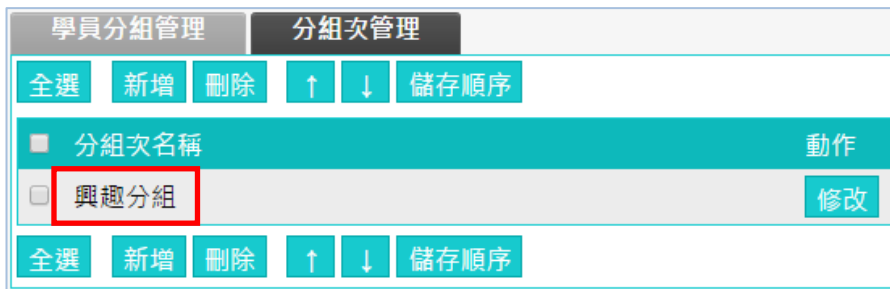 學員分組管理 分組次管理
全選 新增 刪除 ↑ ↓ 儲存順序
分組次名稱 動作
興趣分組 修改
全選 新增 刪除 ↑ ↓ 儲存順序